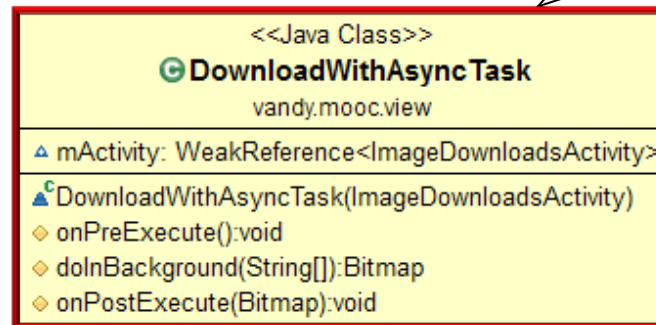 <<Java Class>>
C DownloadWithAsyncTask
vandy.mooc.view
mActivity: WeakReference<ImageDownloadsActivity>
C DownloadWithAsyncTask(ImageDownloadsActivity)
onPreExecute():void
doInBackground(String[]):Bitmap
onPostExecute(Bitmap):void